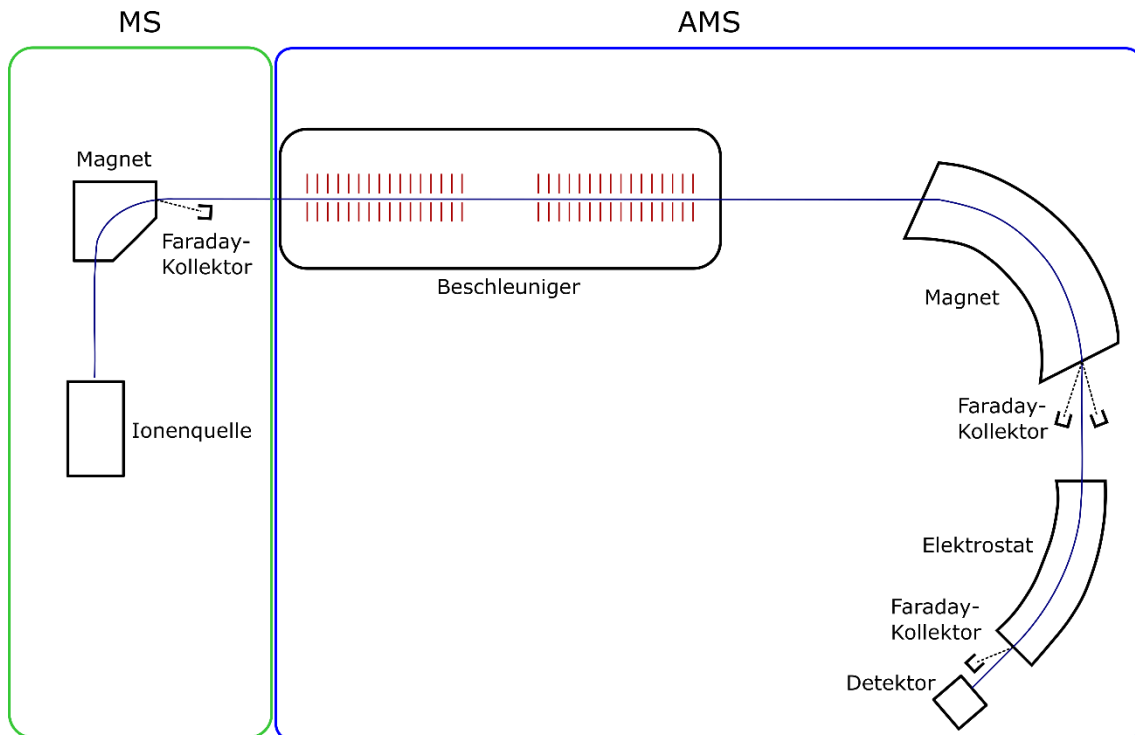 MS
AMS
Magnet
Faraday-
Kollektor
Ionenquelle
Beschleuniger
Magnet
Faraday-
Kollektor
Elektrostat
Faraday-
Kollektor
Detektor